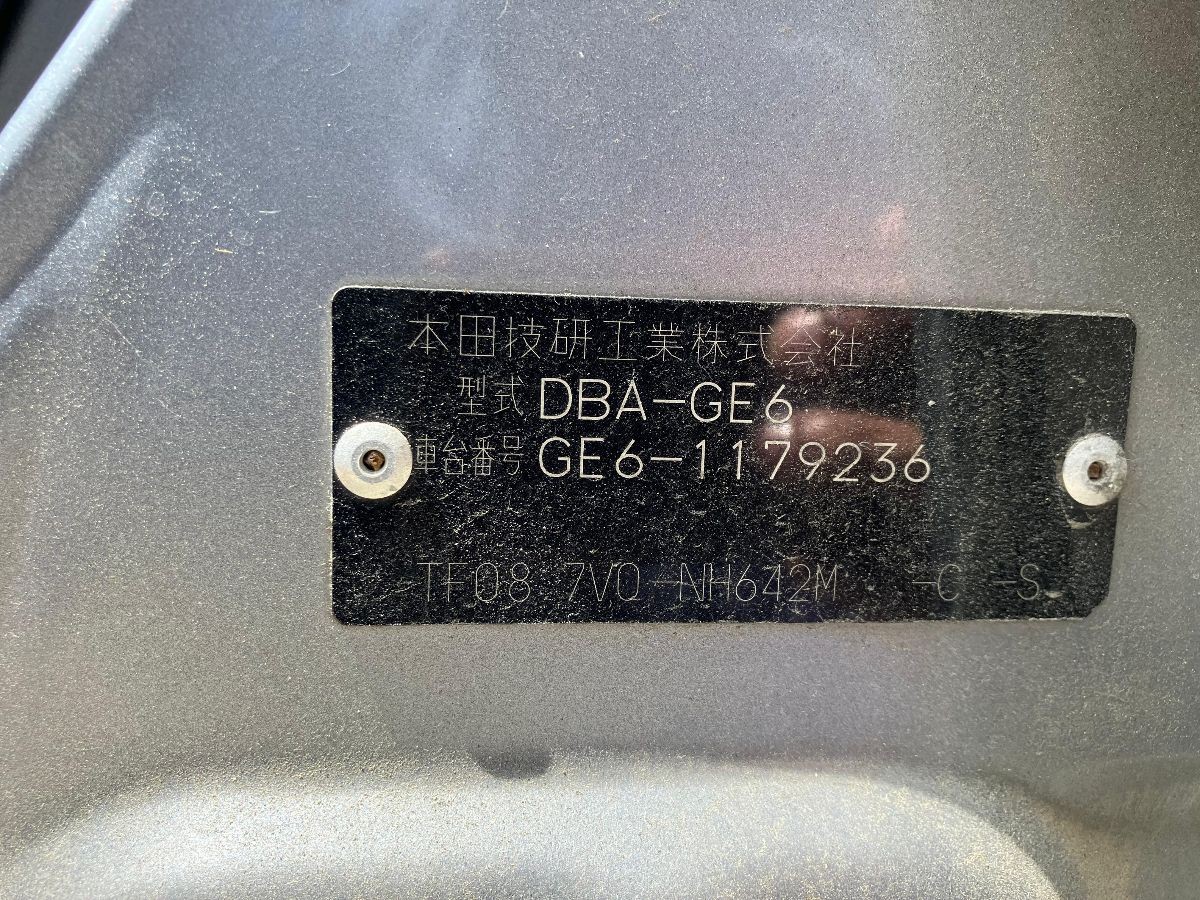 本田技研工業株式会社
型式 DBA-GE6
車台番号 GE6-1179236
TF08 7VO-NH642M -C -S